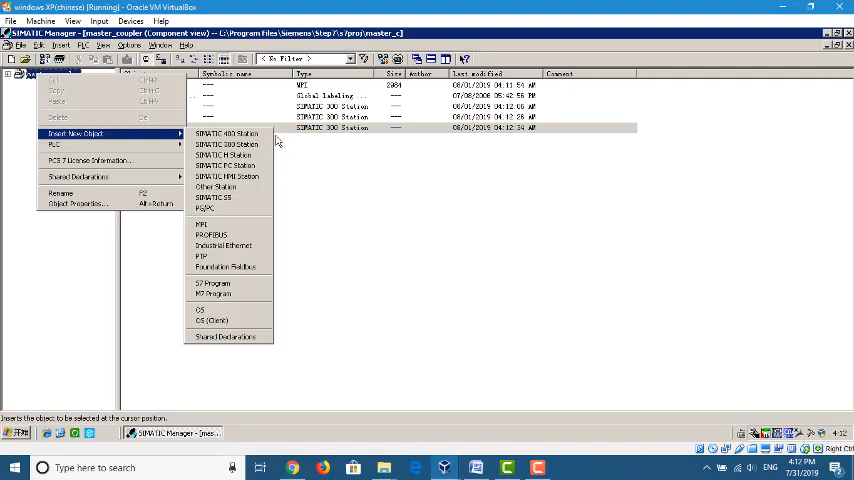 windows XP(chinese) [Running] - Oracle VM VirtualBox
File Machine View Input Devices Help
SIMATIC Manager - [master_coupler (Component view) -- C:\Program Files\Siemens\Step7\s7proj\master_c]
File Edit Insert PLC View Options Window Help
< No Filter >
Symbolic name Type Size Author Last modified Comment
--- MPI 2984 08/01/2019 04:11:54 AM
... --- Global labeling ... --- 07/08/2006 05:42:56 PM
--- SIMATIC 300 Station --- 08/01/2019 04:12:06 AM
--- SIMATIC 300 Station --- 08/01/2019 04:12:26 AM
SIMATIC 300 Station --- 08/01/2019 04:12:34 AM
Cut Ctrl+X
Copy Ctrl+C
Paste Ctrl+V
Delete Del
Insert New Object
PLC
PCS 7 License Information...
Shared Declarations
Rename F2
Object Properties... Alt+Return
SIMATIC 400 Station
SIMATIC 300 Station
SIMATIC H Station
SIMATIC PC Station
SIMATIC HMI Station
Other Station
SIMATIC S5
PG/PC
MPI
PROFIBUS
Industrial Ethernet
PTP
Foundation Fieldbus
S7 Program
M7 Program
OS
OS (Client)
Shared Declarations
Inserts the object to be selected at the cursor position.
开始
SIMATIC Manager - [mas...
4:12
Right Ctrl
Type here to search
ENG
4:12 PM
7/31/2019